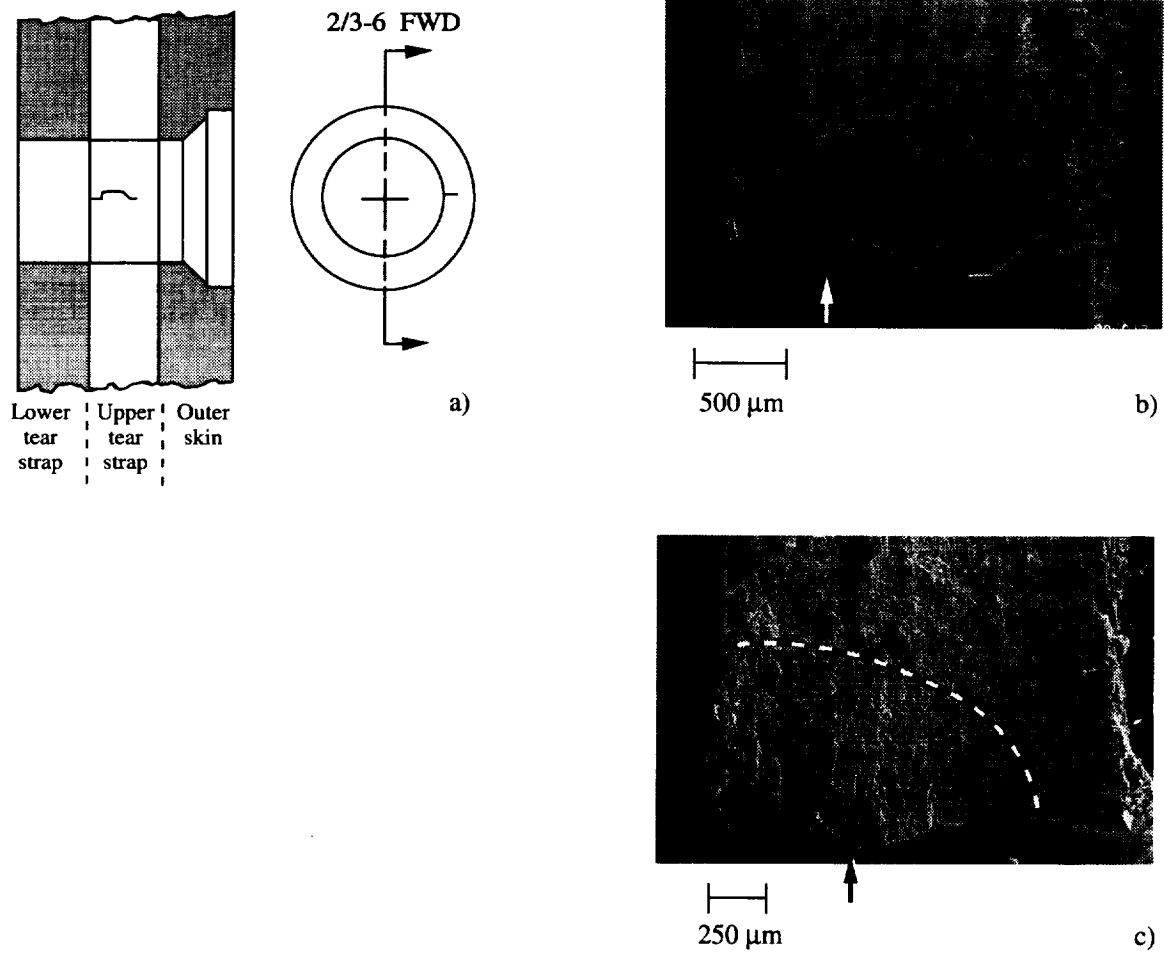 2/3-6 FWD
Lower
tear
strap
Upper
tear
strap
Outer
skin
a)
500 µm
b)
250 µm
c)